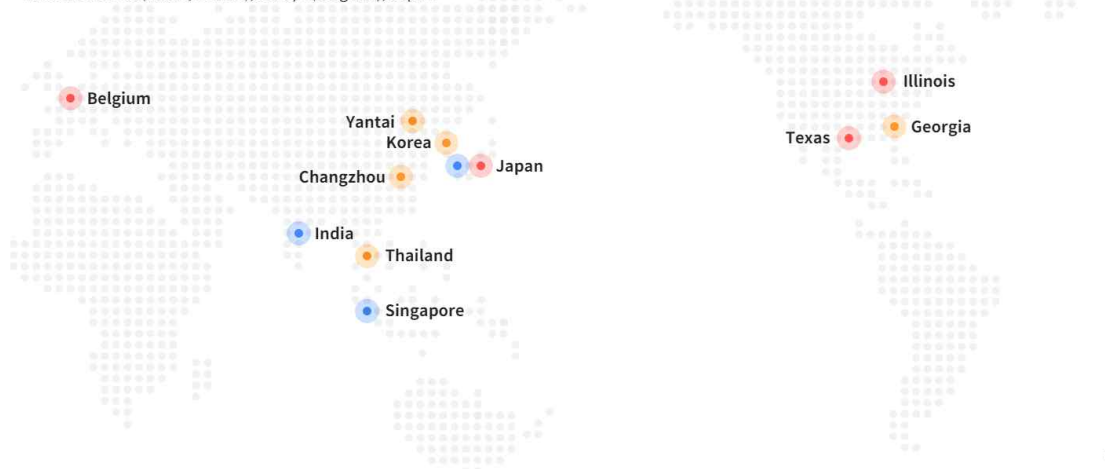 Belgium
Illinois
Yantai
Georgia
Korea
Texas
Japan
Changzhou
India
Thailand
Singapore